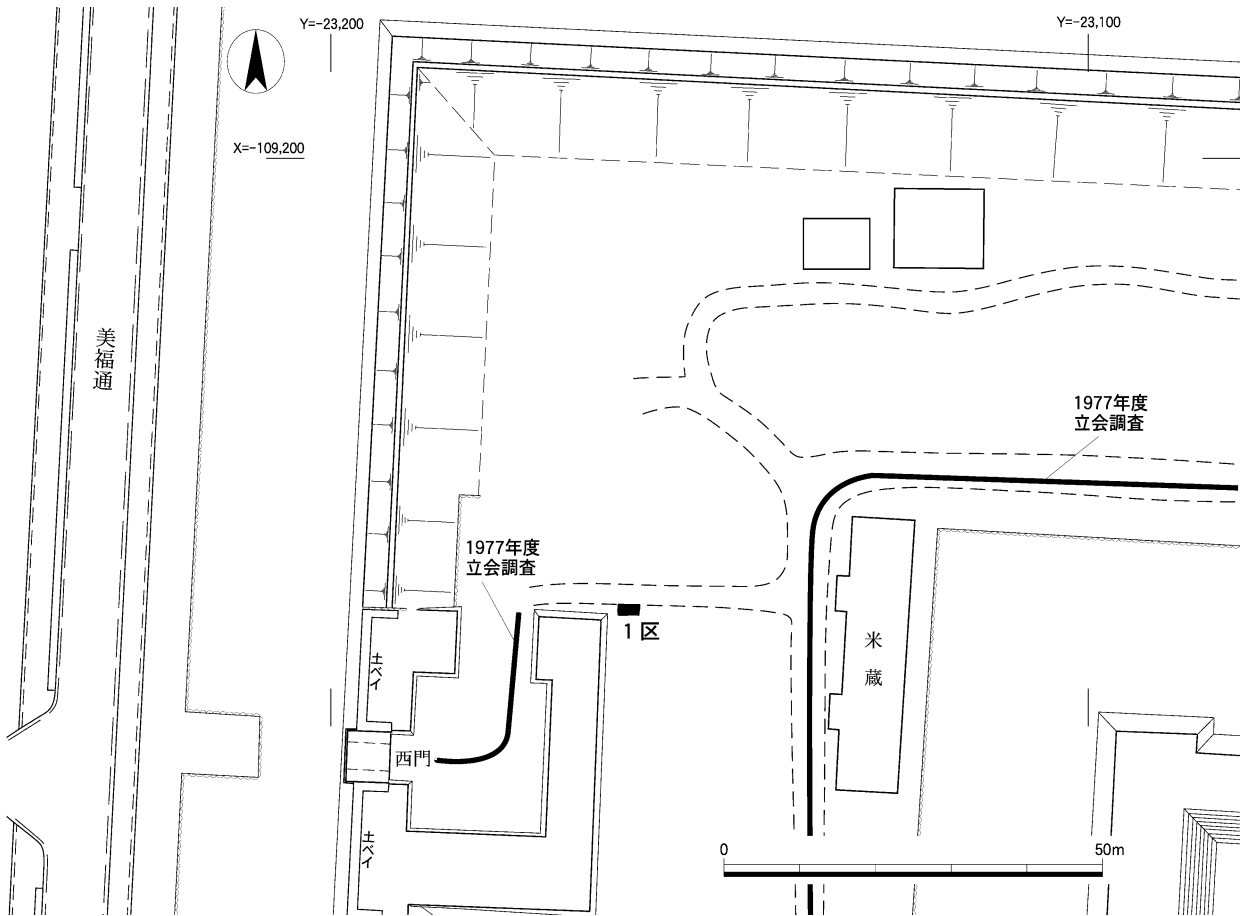 Y=-23,200
Y=-23,100
X=-109,200
美福通
1977年度
立会調査
1977年度
立会調査
1区
米蔵
土ベイ
西門
土ベイ
0
50m